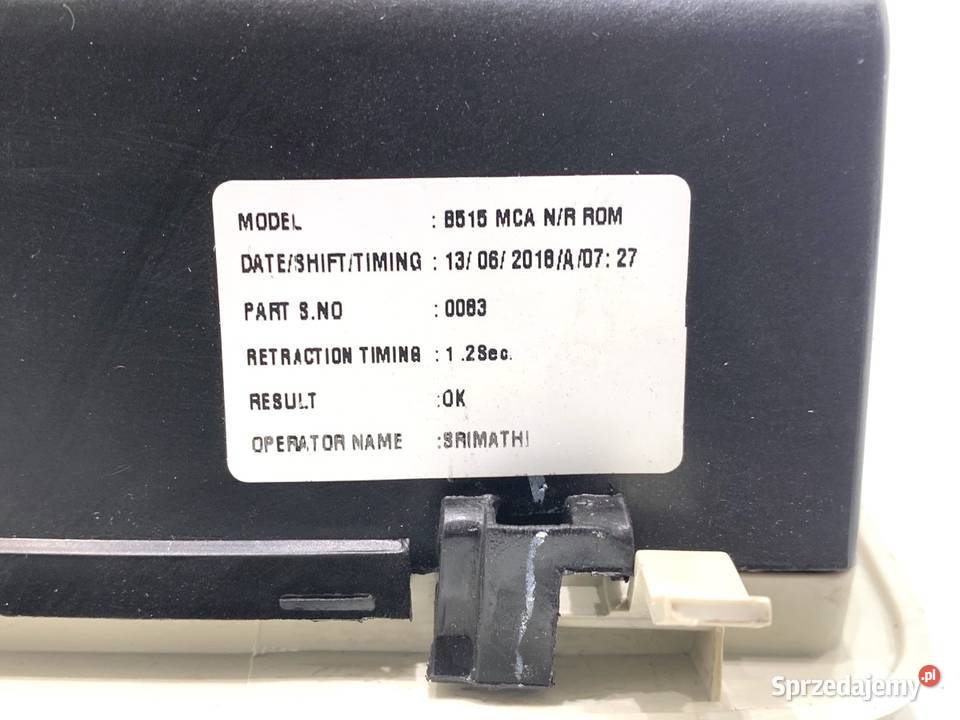 MODEL : B515 MCA N/R ROM
DATE/SHIFT/TIMING : 13/ 06/ 2018/A/07: 27
PART S.NO : 0083
RETRACTION TIMING : 1 .2Sec.
RESULT :OK
OPERATOR NAME :SRIMATHI
Sprzedajemy.pl